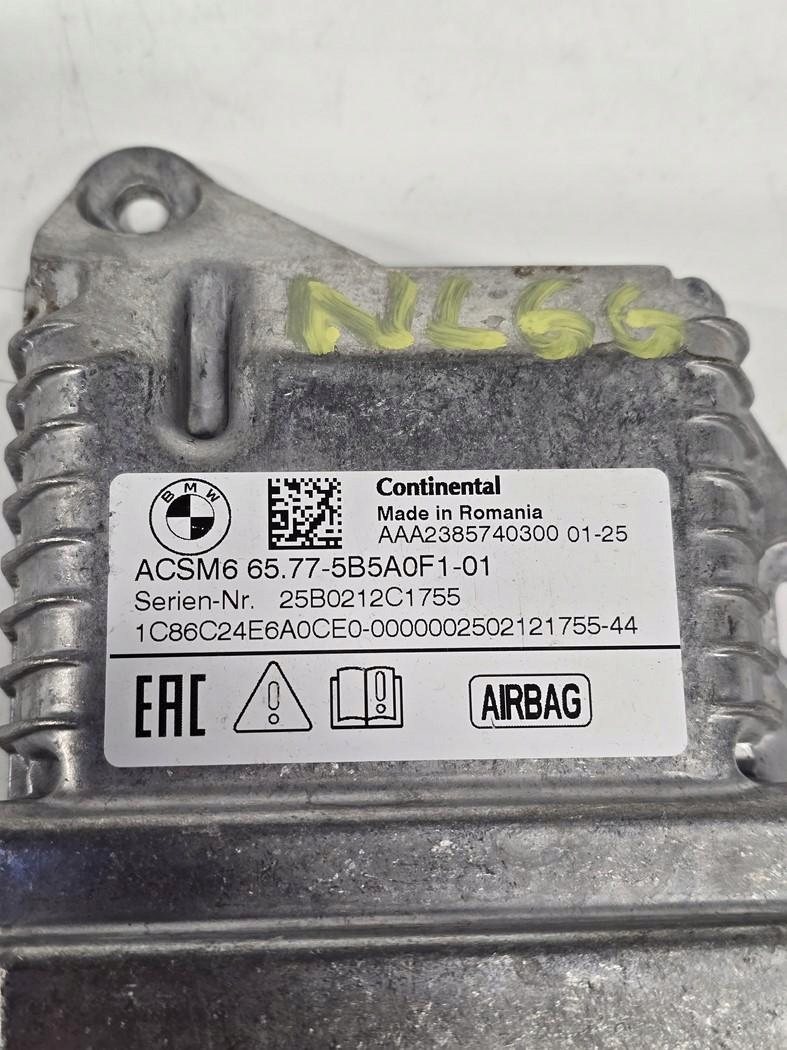 NL66
BMW
Continental
Made in Romania
AAA2385740300 01-25
ACSM6 65.77-5B5A0F1-01
Serien-Nr. 25B0212C1755
1C86C24E6A0CE0-0000002502121755-44
EAC
AIRBAG